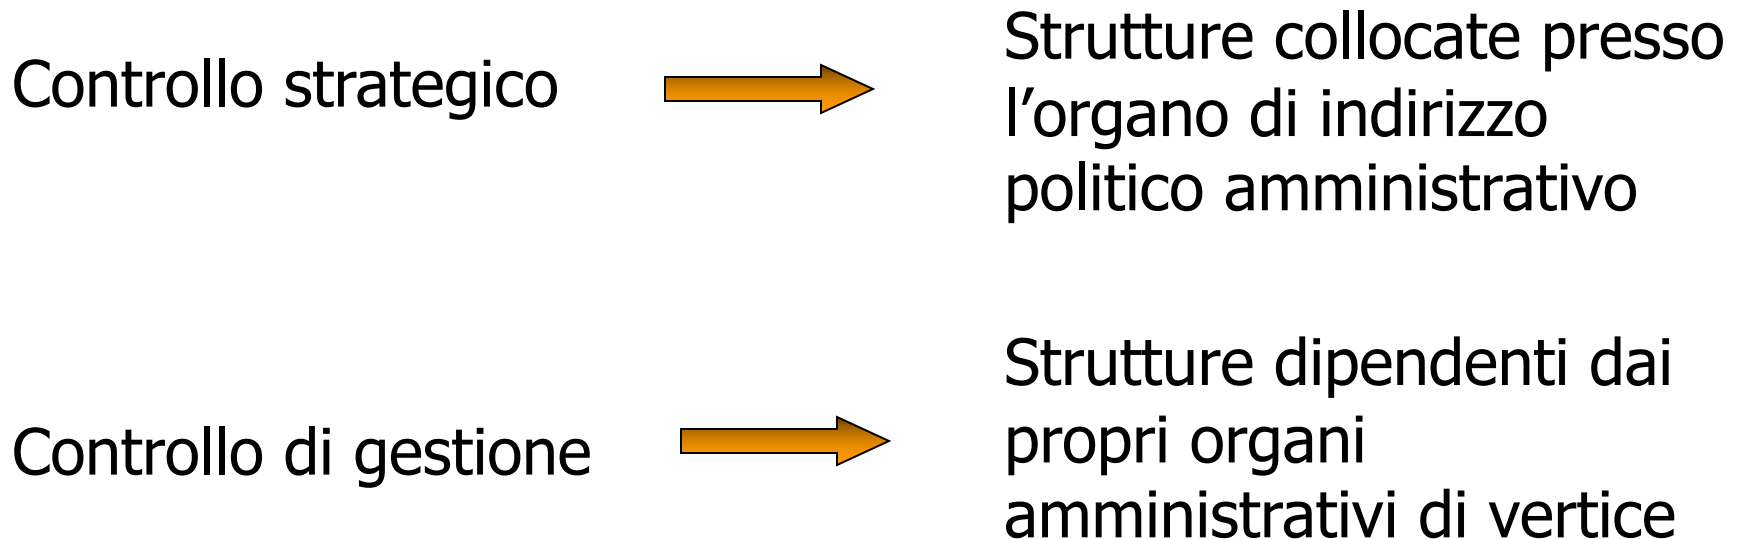 Controllo strategico
Strutture collocate presso
l’organo di indirizzo
politico amministrativo
Controllo di gestione
Strutture dipendenti dai
propri organi
amministrativi di vertice